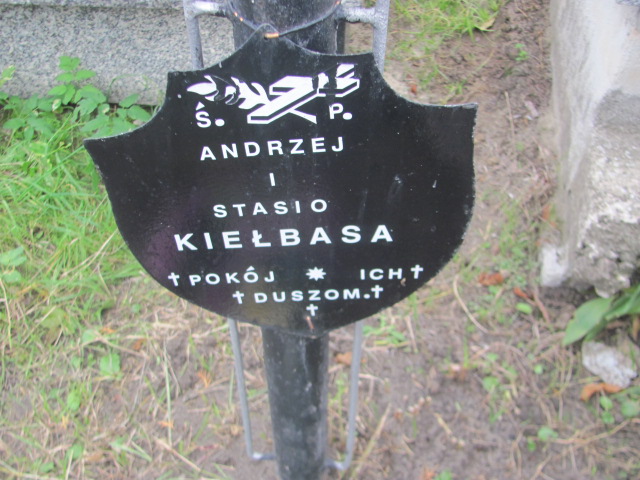 Ś. P.
ANDRZEJ
I
STASIO
KIEŁBASA
✝POKÓJ ✷ ICH✝
✝DUSZOM.✝
✝